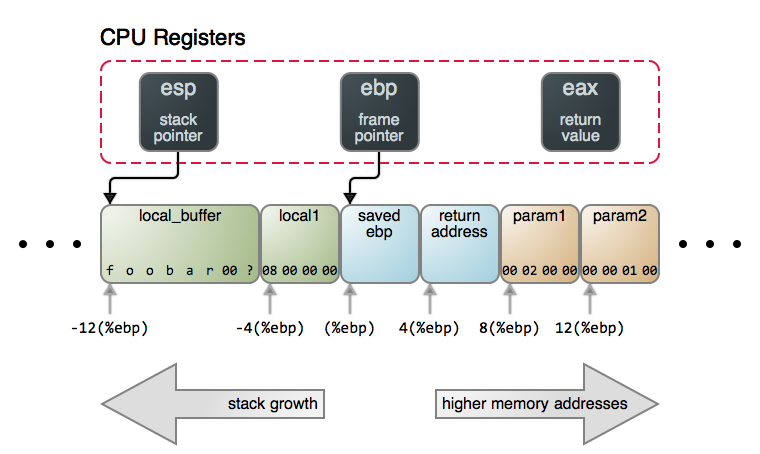 CPU Registers
esp
stack
pointer
ebp
frame
pointer
eax
return
value
local_buffer
f o o b a r 00 ?
local1
08 00 00 00
saved
ebp
return
address
param1
00 02 00 00
param2
00 00 01 00
-12(%ebp)
-4(%ebp)
(%ebp)
4(%ebp)
8(%ebp)
12(%ebp)
stack growth
higher memory addresses